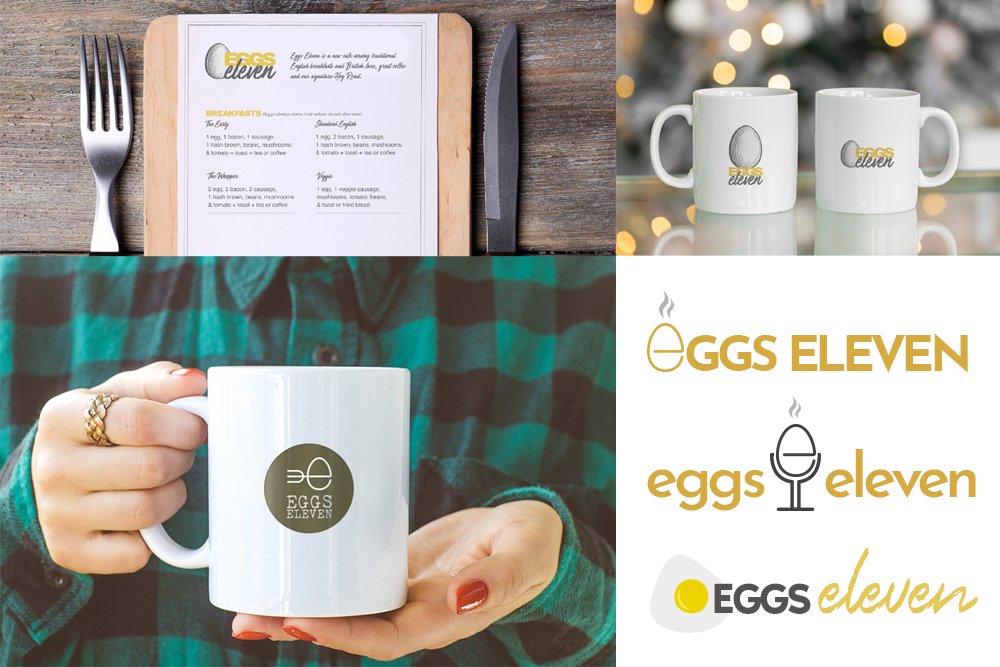 EGGS
eleven
Eggs Eleven is a new cafe serving traditional
English breakfasts and British fare, great coffee
and our signature Hog Roast.
BREAKFASTS
The Early
1 egg, 1 bacon, 1 sausage,
1 hash brown, beans, mushrooms
& tomato + toast + tea or coffee
Standard English
1 egg, 2 bacon, 1 sausage,
1 hash brown, beans, mushrooms
& tomato + toast + tea or coffee
The Whopper
2 egg, 2 bacon, 2 sausage,
1 hash brown, beans, mushrooms
& tomato + toast + tea or coffee
Veggie
1 egg, 1 veggie sausage,
mushrooms, tomato, beans,
& toast or fried bread
EGGS
eleven
EGGS
eleven
EGGS
ELEVEN
eGGS ELEVEN
eggs eleven
EGGS eleven